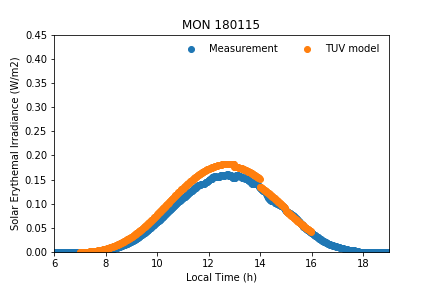 MON 180115
Measurement
TUV model
0.45
0.40
0.35
0.30
0.25
0.20
0.15
0.10
0.05
0.00
Solar Erythemal Irradiance (W/m2)
6 8 10 12 14 16 18
Local Time (h)